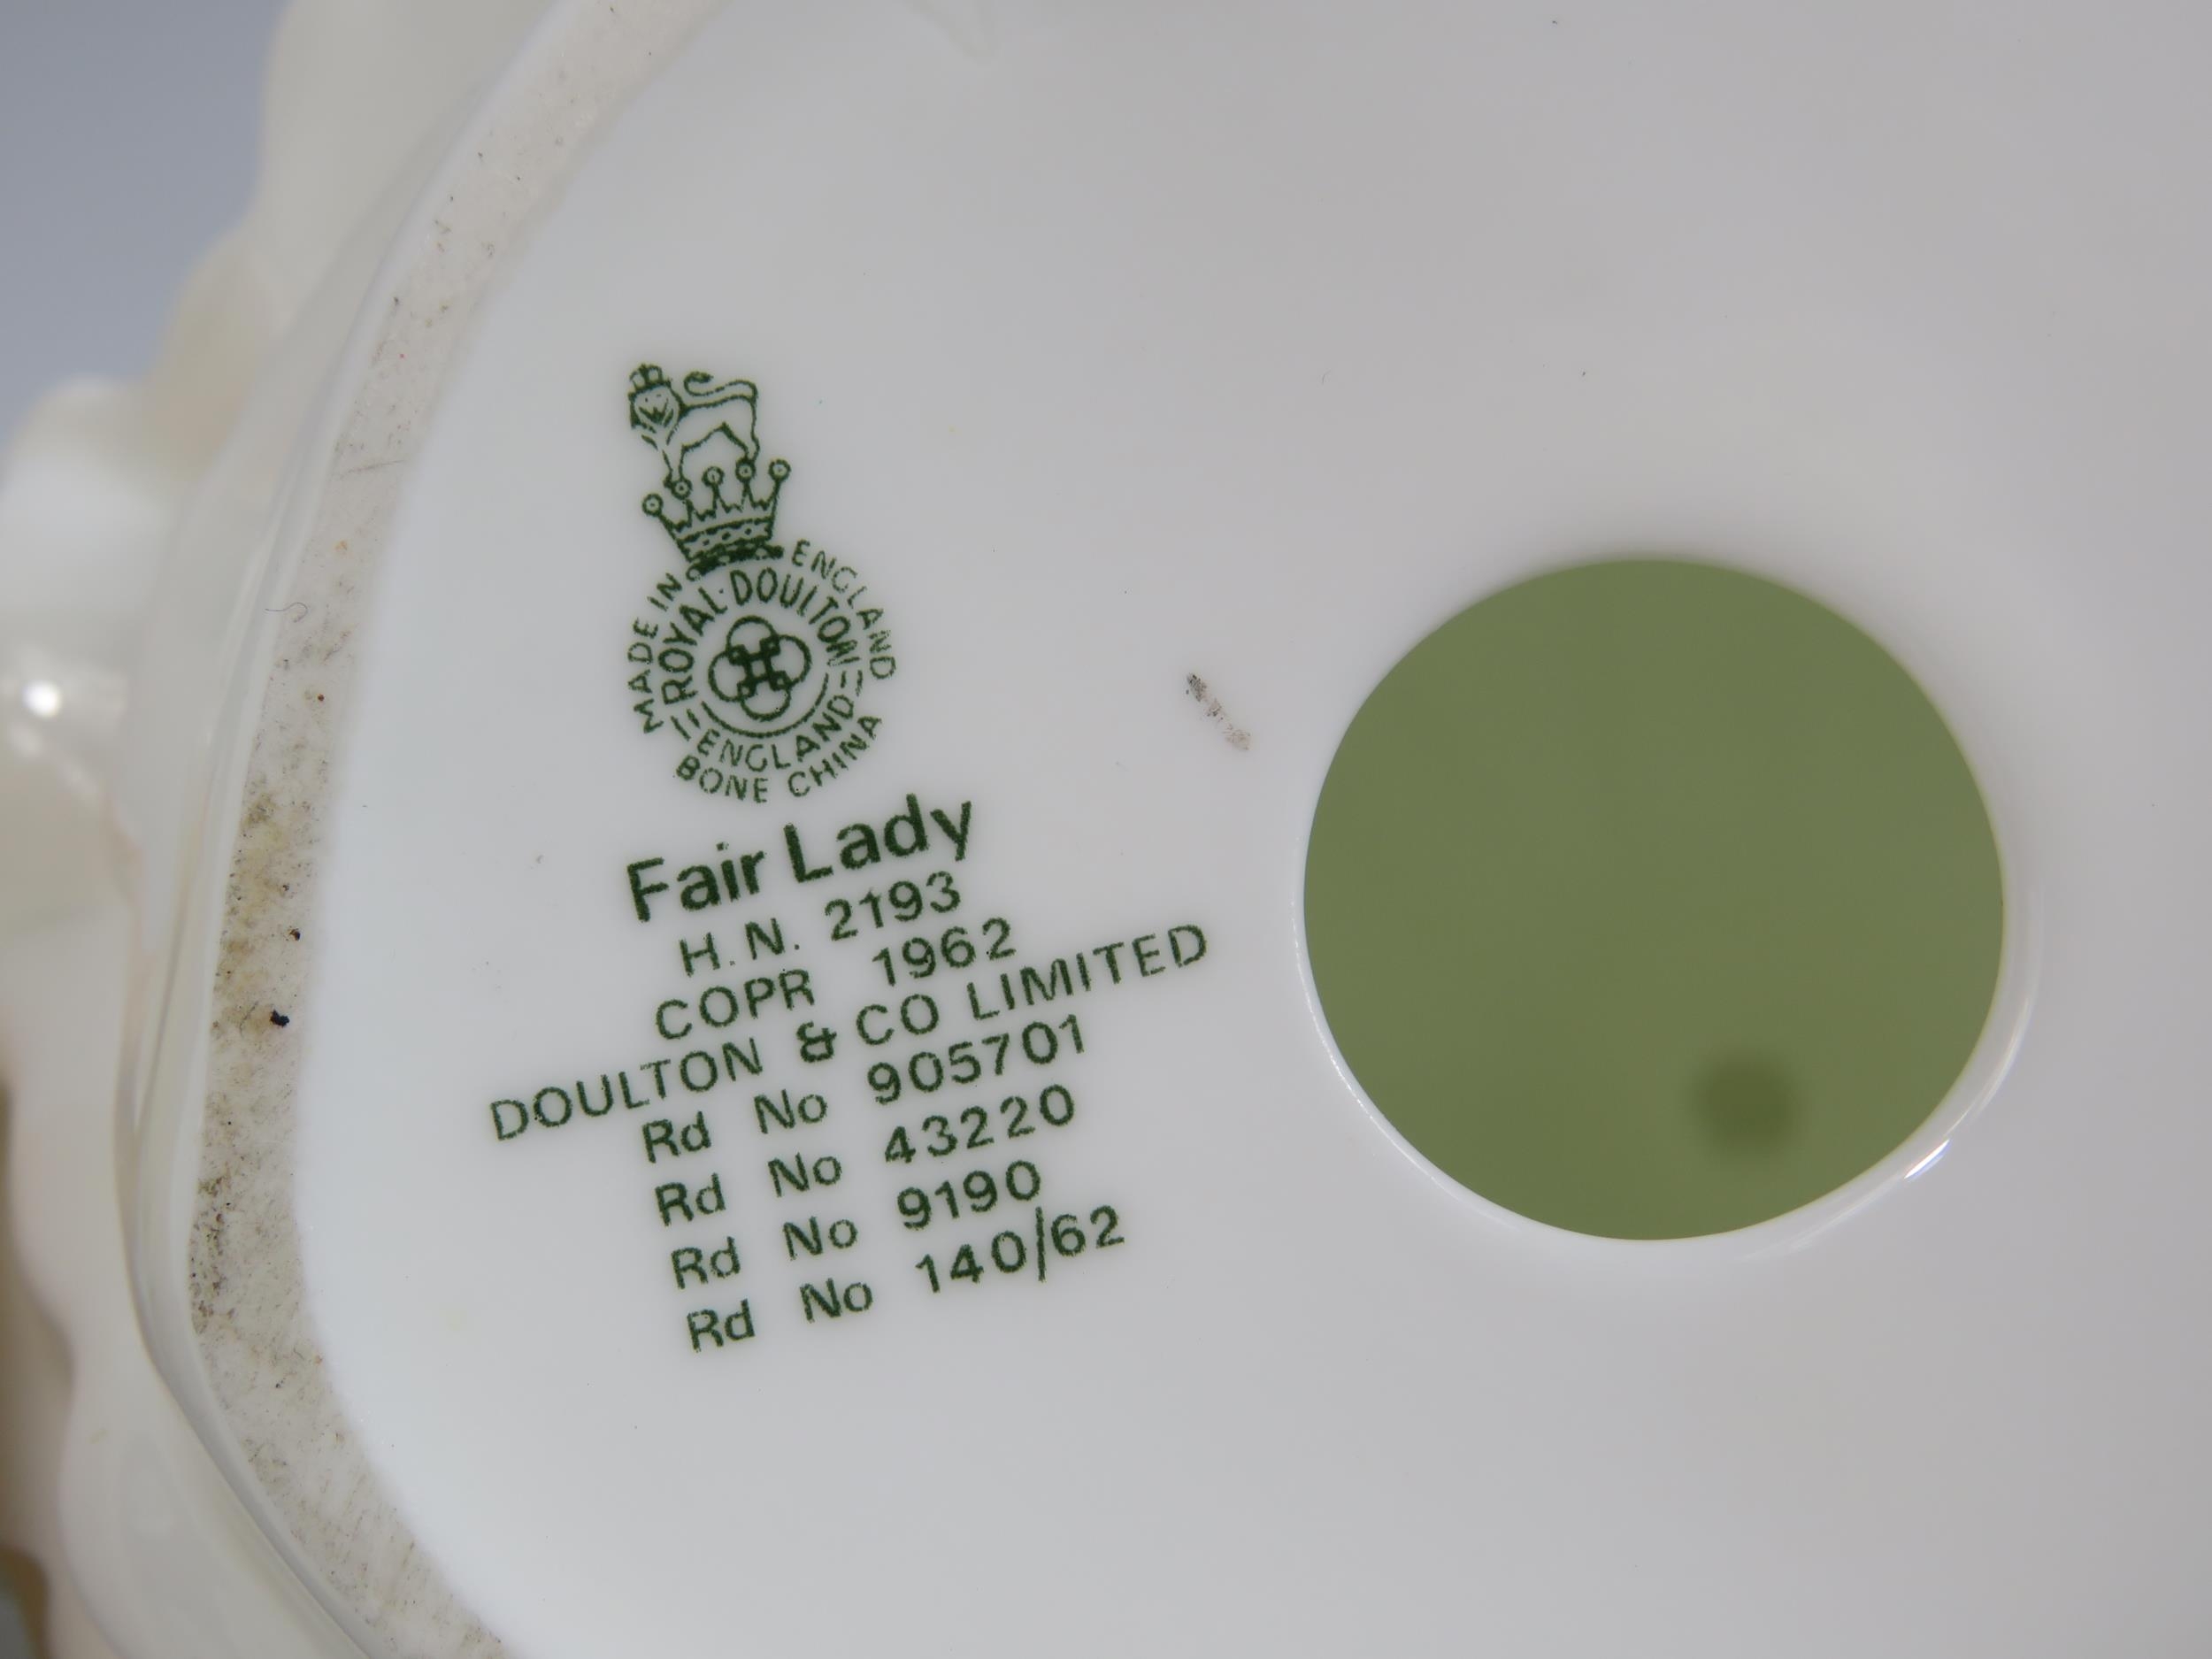 MADE IN ENGLAND
ROYAL DOULTON
ENGLAND
BONE CHINA
Fair Lady
H.N. 2193
COPR 1962
DOULTON & CO LIMITED
Rd No 905701
Rd No 43220
Rd No 9190
Rd No 140/62